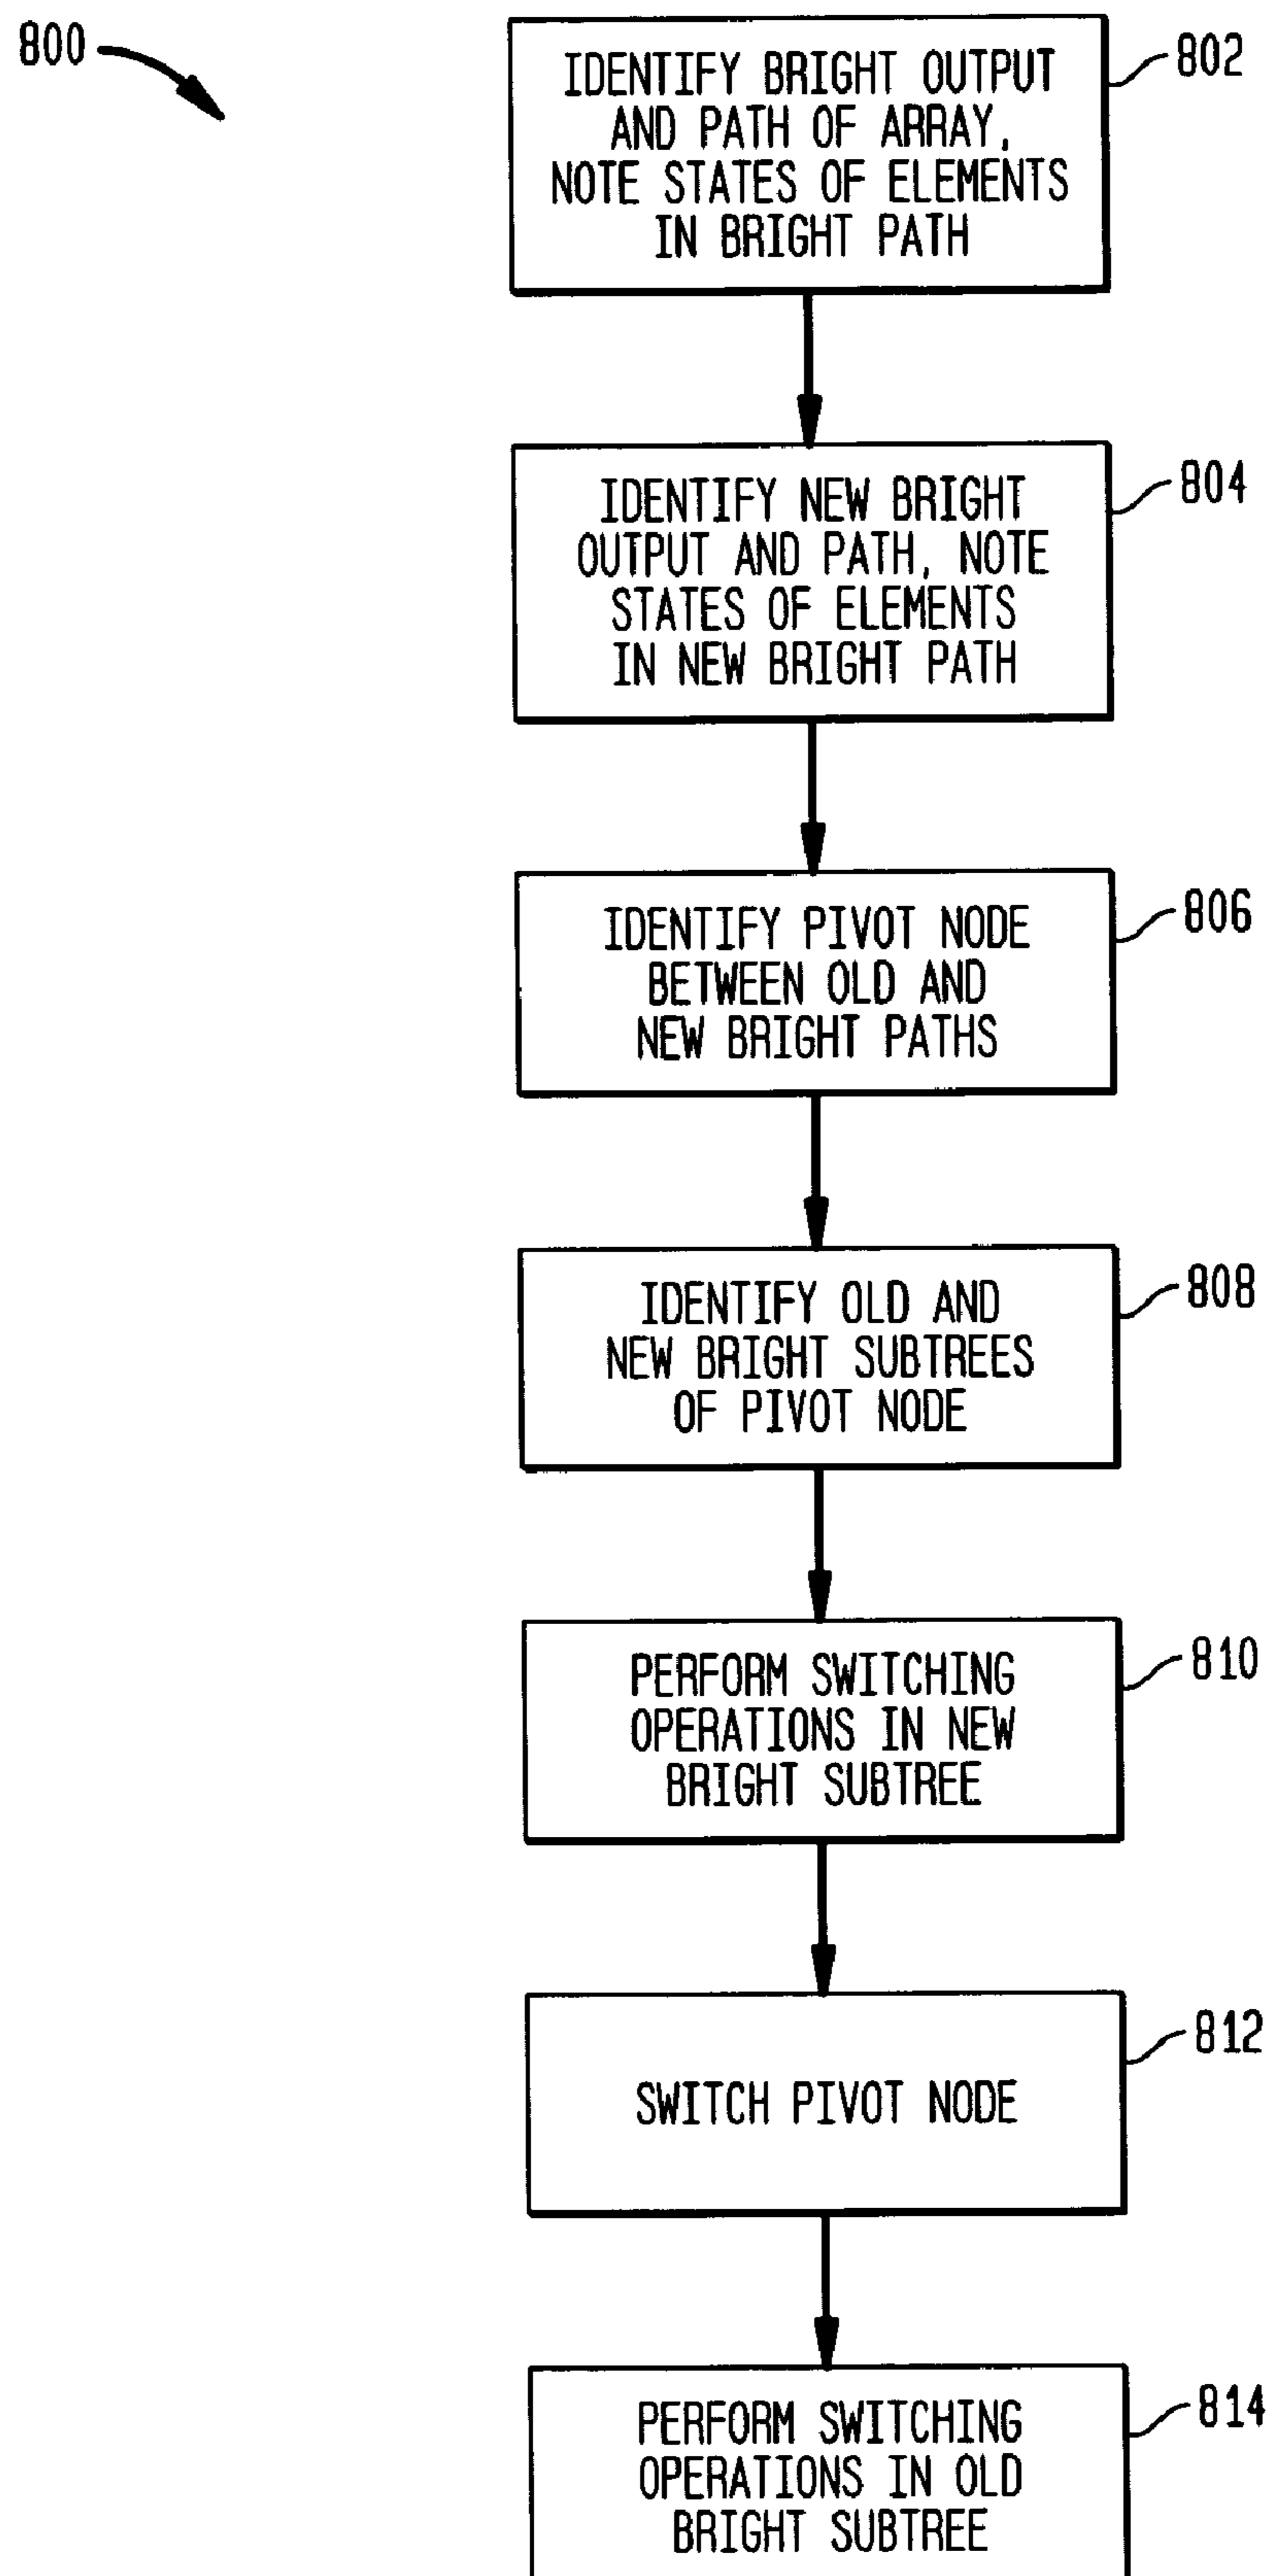 800
802
IDENTIFY BRIGHT OUTPUT
AND PATH OF ARRAY,
NOTE STATES OF ELEMENTS
IN BRIGHT PATH
804
IDENTIFY NEW BRIGHT
OUTPUT AND PATH, NOTE
STATES OF ELEMENTS
IN NEW BRIGHT PATH
806
IDENTIFY PIVOT NODE
BETWEEN OLD AND
NEW BRIGHT PATHS
808
IDENTIFY OLD AND
NEW BRIGHT SUBTREES
OF PIVOT NODE
810
PERFORM SWITCHING
OPERATIONS IN NEW
BRIGHT SUBTREE
812
SWITCH PIVOT NODE
814
PERFORM SWITCHING
OPERATIONS IN OLD
BRIGHT SUBTREE